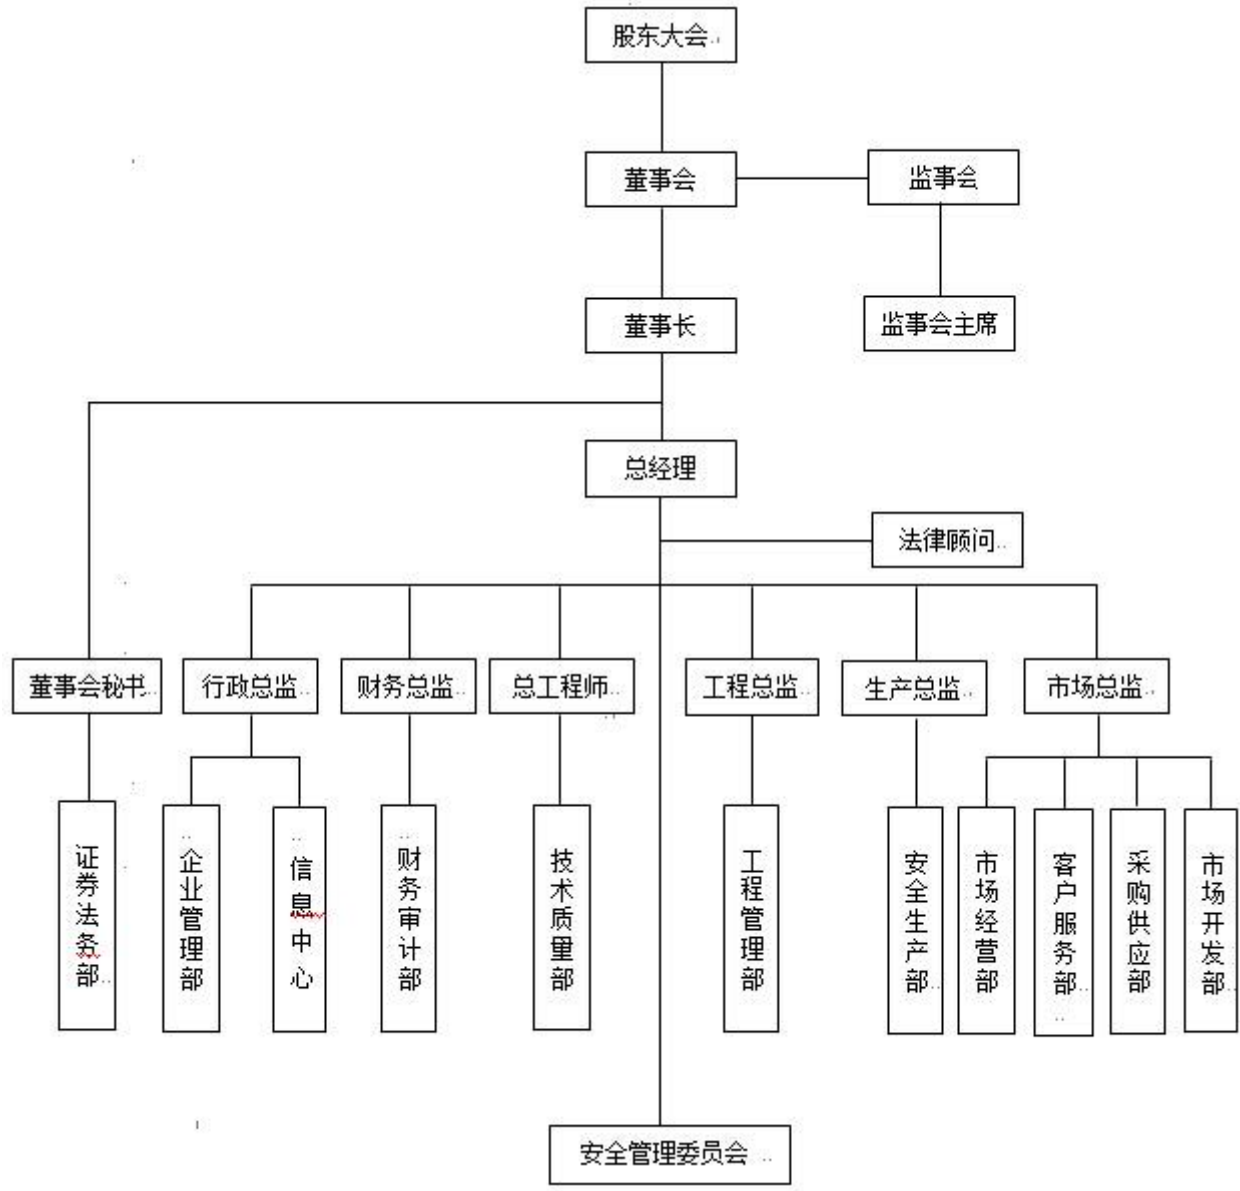 股东大会
董事会
监事会
董事长
监事会主席
总经理
法律顾问
董事会秘书
行政总监
财务总监
总工程师
工程总监
生产总监
市场总监
证券法务部
企业管理部
信息中心
财务审计部
技术质量部
工程管理部
安全生产部
市场经营部
客户服务部
采购供应部
市场开发部
安全管理委员会